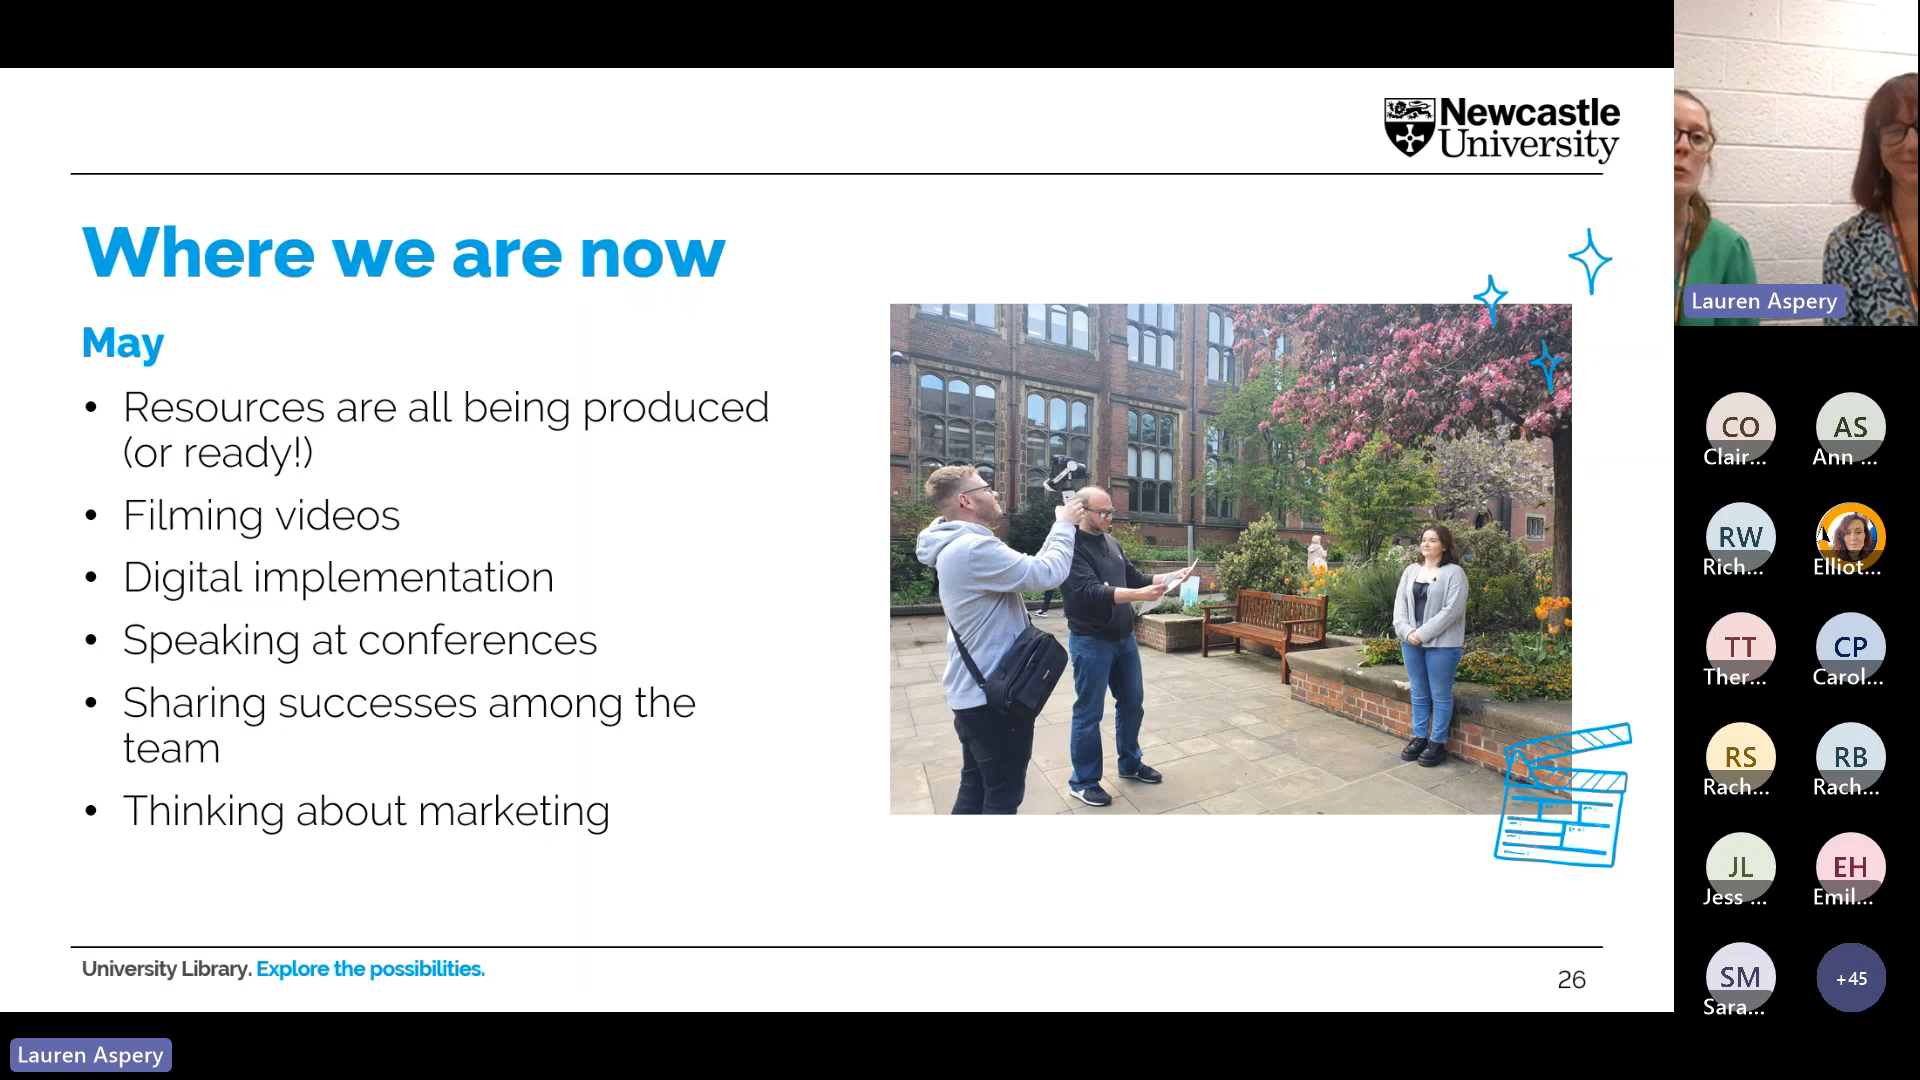 Newcastle
University
Where we are now
May
• Resources are all being produced
(or ready!)
• Filming videos
• Digital implementation
• Speaking at conferences
• Sharing successes among the
team
• Thinking about marketing
University Library. Explore the possibilities.
26
Lauren Aspery
Lauren Aspery
CO
Clair...
AS
Ann ...
RW
Rich...
Elliot...
TT
Ther...
CP
Carol...
RS
Rach...
RB
Rach...
JL
Jess ...
EH
Emil...
SM
Sara...
+45